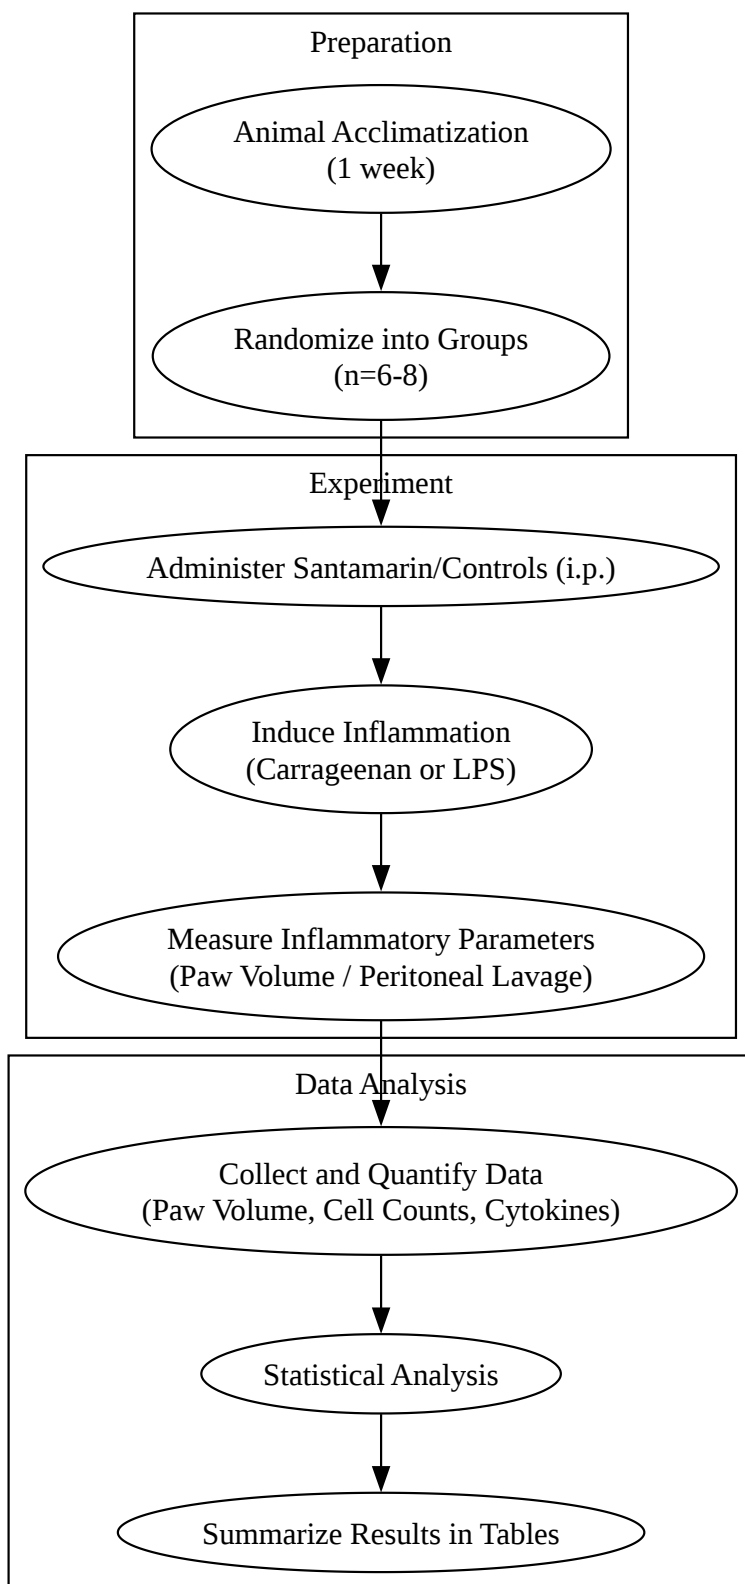 Preparation
Animal Acclimatization
(1 week)
Randomize into Groups
(n=6-8)
Experiment
Administer Santamarin/Controls (i.p.)
Induce Inflammation
(Carrageenan or LPS)
Measure Inflammatory Parameters
(Paw Volume / Peritoneal Lavage)
Data Analysis
Collect and Quantify Data
(Paw Volume, Cell Counts, Cytokines)
Statistical Analysis
Summarize Results in Tables